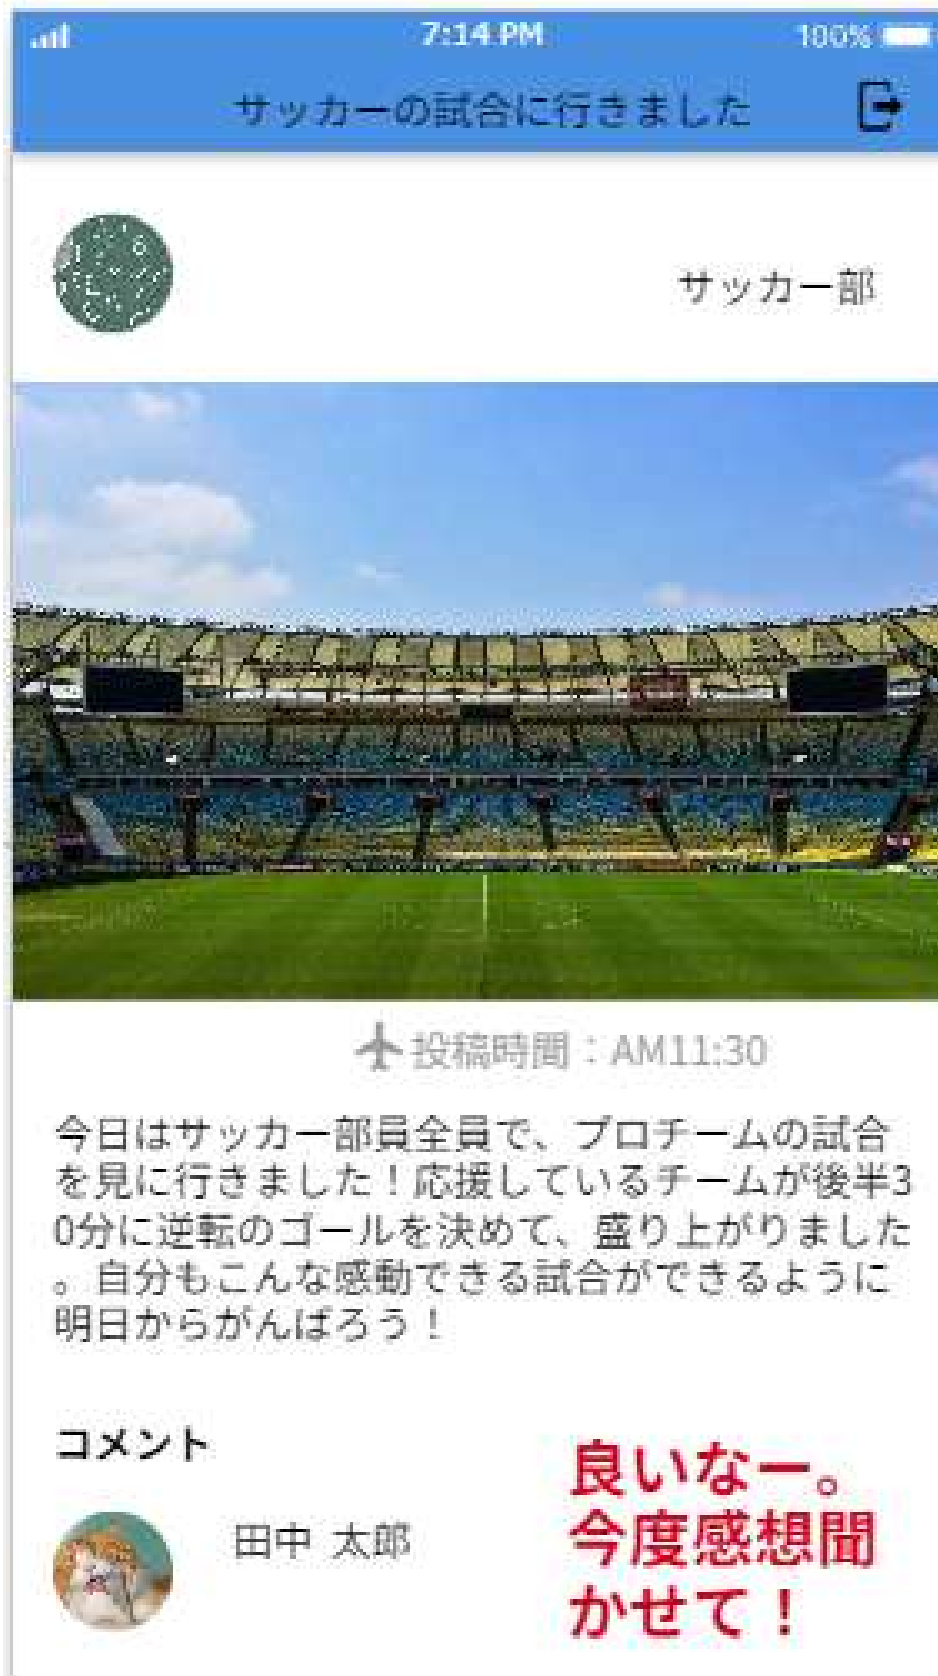 7:14 PM
100%
サッカーの試合に行きました
サッカー部
投稿時間：AM11:30
今日はサッカー部員全員で、プロチームの試合
を見に行きました！応援しているチームが後半3
0分に逆転のゴールを決めて、盛り上がりました
。自分もこんな感動できる試合ができるように
明日からがんばろう！
コメント
田中 太郎
良いなー。
今度感想聞
かせて！